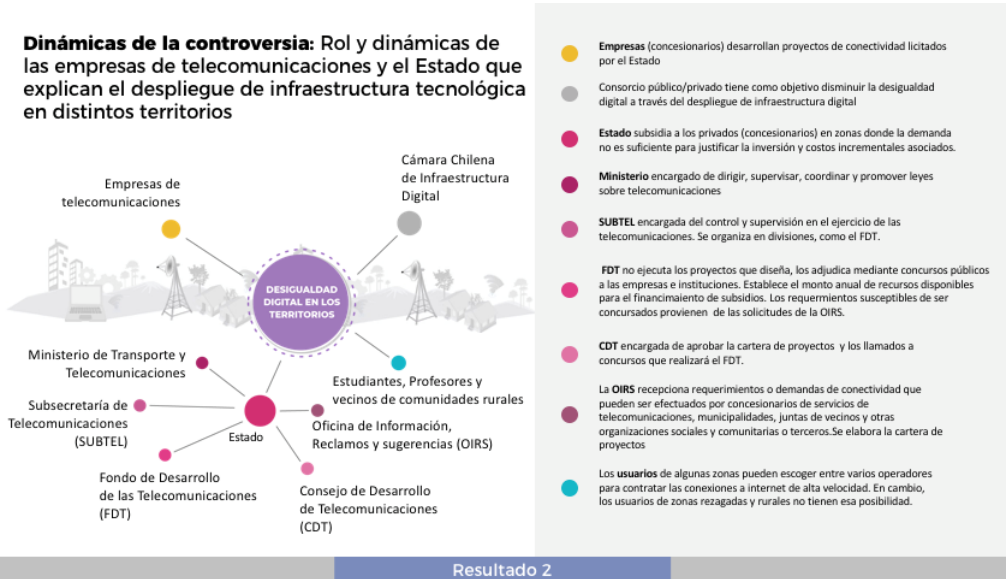 Dinámicas de la controversia: Rol y dinámicas de
las empresas de telecomunicaciones y el Estado que
explican el despliegue de infraestructura tecnológica
en distintos territorios
Empresas de
telecomunicaciones
Cámara Chilena
de Infraestructura
Digital
DESIGUALDAD
DIGITAL EN LOS
TERRITORIOS
Ministerio de Transporte y
Telecomunicaciones
Estudiantes, Profesores y
vecinos de comunidades rurales
Subsecretaría de
Telecomunicaciones
(SUBTEL)
Estado
Oficina de Información,
Reclamos y sugerencias (OIRS)
Fondo de Desarrollo
de las Telecomunicaciones
(FDT)
Consejo de Desarrollo
de Telecomunicaciones
(CDT)
Empresas (concesionarios) desarrollan proyectos de conectividad licitados
por el Estado
Consorcio público/privado tiene como objetivo disminuir la desigualdad
digital a través del despliegue de infraestructura digital
Estado subsidia a los privados (concesionarios) en zonas donde la demanda
no es suficiente para justificar la inversión y costos incrementales asociados.
Ministerio encargado de dirigir, supervisar, coordinar y promover leyes
sobre telecomunicaciones
SUBTEL encargada del control y supervisión en el ejercicio de las
telecomunicaciones. Se organiza en divisiones, como el FDT.
FDT no ejecuta los proyectos que diseña, los adjudica mediante concursos públicos
a las empresas e instituciones. Establece el monto anual de recursos disponibles
para el financimaiento de subsidios. Los requermientos susceptibles de ser
concursados provienen de las solicitudes de la OIRS.
CDT encargada de aprobar la cartera de proyectos y los llamados a
concursos que realizará el FDT.
La OIRS recepciona requerimientos o demandas de conectividad que
pueden ser efectuados por concesionarios de servicios de
telecomunicaciones, municipalidades, juntas de vecinos y otras
organizaciones sociales y comunitarias o terceros.Se elabora la cartera de
proyectos
Los usuarios de algunas zonas pueden escoger entre varios operadores
para contratar las conexiones a internet de alta velocidad. En cambio,
los usuarios de zonas rezagadas y rurales no tienen esa posibilidad.
Resultado 2